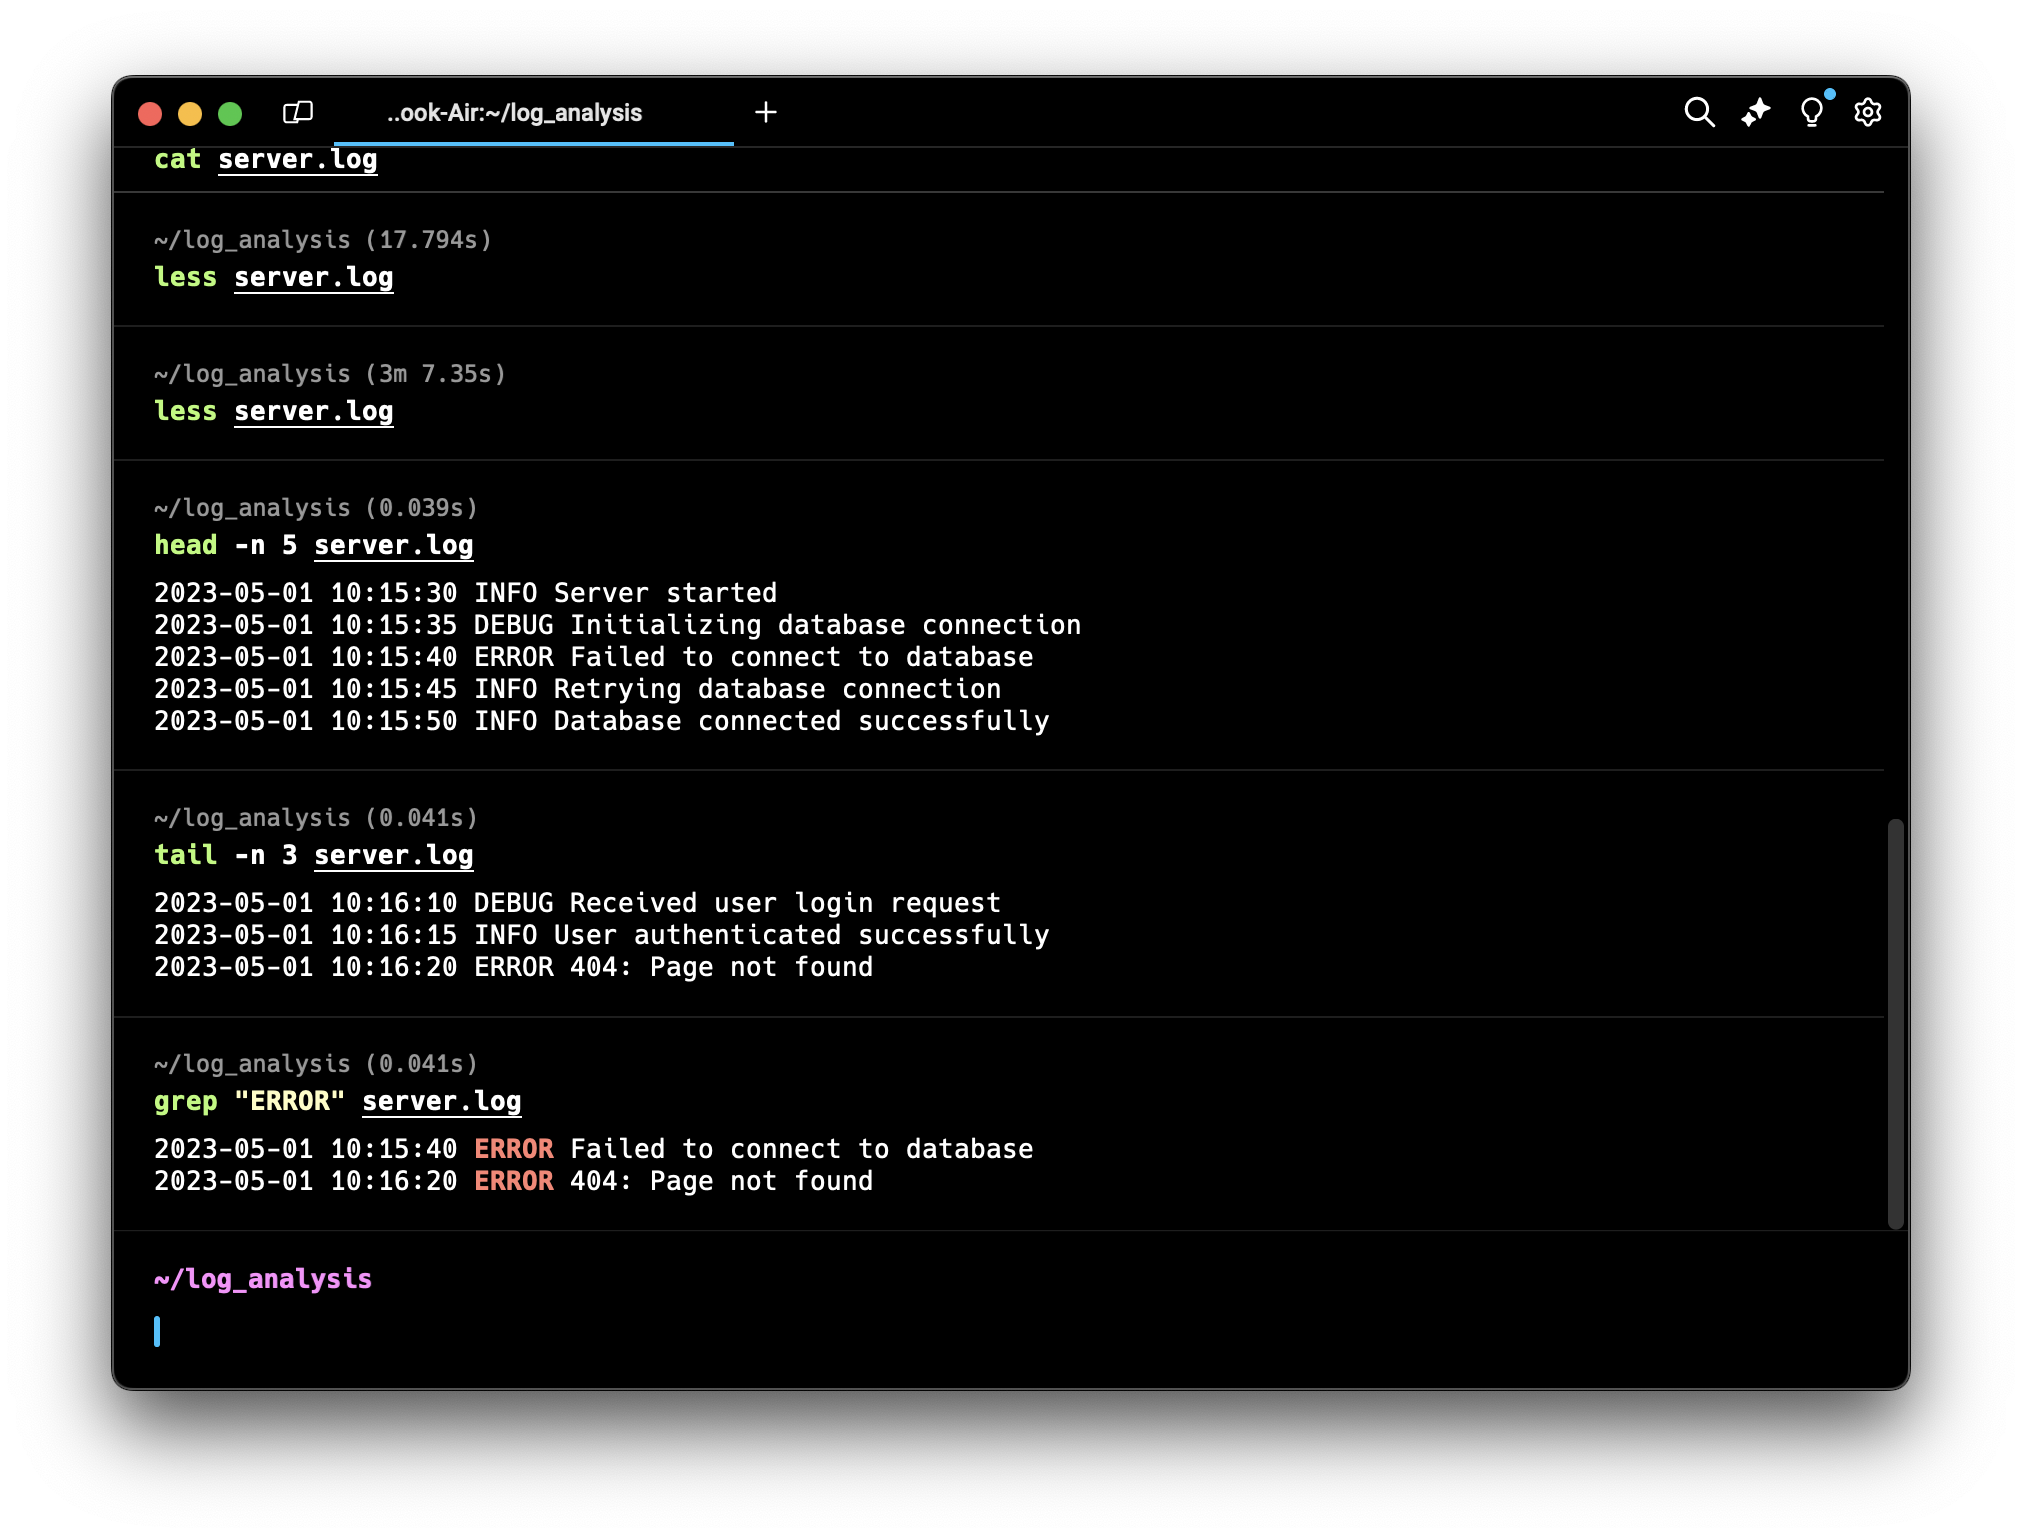 ..ook-Air:~/log_analysis
cat server.log
~/log_analysis (17.794s)
less server.log
~/log_analysis (3m 7.35s)
less server.log
~/log_analysis (0.039s)
head -n 5 server.log
2023-05-01 10:15:30 INFO Server started
2023-05-01 10:15:35 DEBUG Initializing database connection
2023-05-01 10:15:40 ERROR Failed to connect to database
2023-05-01 10:15:45 INFO Retrying database connection
2023-05-01 10:15:50 INFO Database connected successfully
~/log_analysis (0.041s)
tail -n 3 server.log
2023-05-01 10:16:10 DEBUG Received user login request
2023-05-01 10:16:15 INFO User authenticated successfully
2023-05-01 10:16:20 ERROR 404: Page not found
~/log_analysis (0.041s)
grep "ERROR" server.log
2023-05-01 10:15:40 ERROR Failed to connect to database
2023-05-01 10:16:20 ERROR 404: Page not found
~/log_analysis